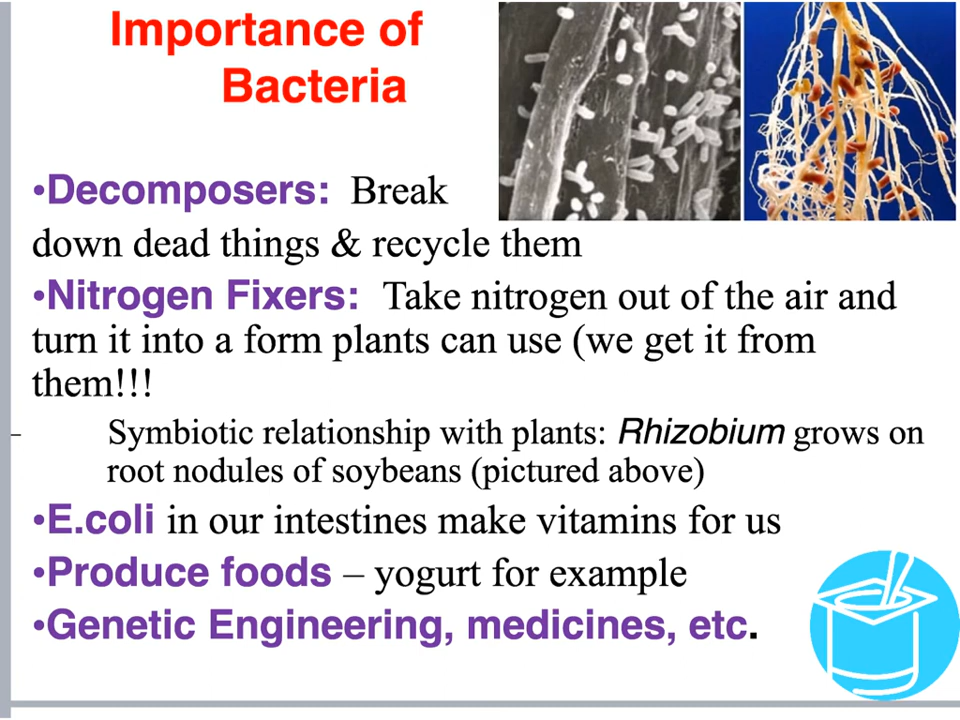 Importance of
Bacteria
•Decomposers: Break
down dead things & recycle them
•Nitrogen Fixers: Take nitrogen out of the air and
turn it into a form plants can use (we get it from
them!!!
– Symbiotic relationship with plants: Rhizobium grows on
root nodules of soybeans (pictured above)
•E.coli in our intestines make vitamins for us
•Produce foods – yogurt for example
•Genetic Engineering, medicines, etc.